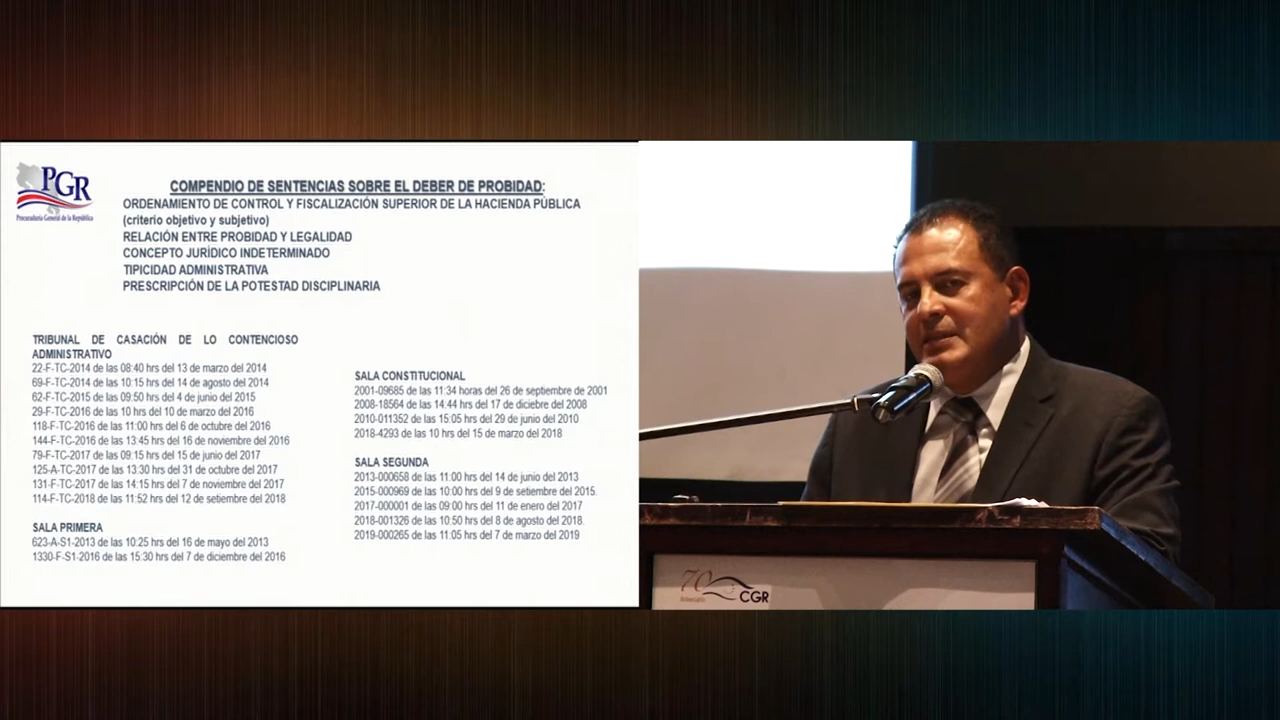 PGR
Procuraduría General de la República
COMPENDIO DE SENTENCIAS SOBRE EL DEBER DE PROBIDAD:
ORDENAMIENTO DE CONTROL Y FISCALIZACIÓN SUPERIOR DE LA HACIENDA PÚBLICA
(criterio objetivo y subjetivo)
RELACIÓN ENTRE PROBIDAD Y LEGALIDAD
CONCEPTO JURÍDICO INDETERMINADO
TIPICIDAD ADMINISTRATIVA
PRESCRIPCIÓN DE LA POTESTAD DISCIPLINARIA
TRIBUNAL DE CASACIÓN DE LO CONTENCIOSO
ADMINISTRATIVO
22-F-TC-2014 de las 08:40 hrs del 13 de marzo del 2014
69-F-TC-2014 de las 10:15 hrs del 14 de agosto del 2014
62-F-TC-2015 de las 09:50 hrs del 4 de junio del 2015
29-F-TC-2016 de las 10 hrs del 10 de marzo del 2016
118-F-TC-2016 de las 11:00 hrs del 6 de octubre del 2016
144-F-TC-2016 de las 13:45 hrs del 16 de noviembre del 2016
79-F-TC-2017 de las 09:15 hrs del 15 de junio del 2017
125-A-TC-2017 de las 13:30 hrs del 31 de octubre del 2017
131-F-TC-2017 de las 14:15 hrs del 7 de noviembre del 2017
114-F-TC-2018 de las 11:52 hrs del 12 de setiembre del 2018
SALA PRIMERA
623-A-S1-2013 de las 10:25 hrs del 16 de mayo del 2013
1330-F-S1-2016 de las 15:30 hrs del 7 de diciembre del 2016
SALA CONSTITUCIONAL
2001-09685 de las 11:34 horas del 26 de septiembre de 2001
2008-18564 de las 14:44 hrs del 17 de diciebre del 2008
2010-011352 de las 15:05 hrs del 29 de junio del 2010
2018-4293 de las 10 hrs del 15 de marzo del 2018
SALA SEGUNDA
2013-000658 de las 11:00 hrs del 14 de junio del 2013
2015-000969 de las 10:00 hrs del 9 de setiembre del 2015.
2017-000001 de las 09:00 hrs del 11 de enero del 2017
2018-001326 de las 10:50 hrs del 8 de agosto del 2018.
2019-000265 de las 11:05 hrs del 7 de marzo del 2019
70
Aniversario
CGR